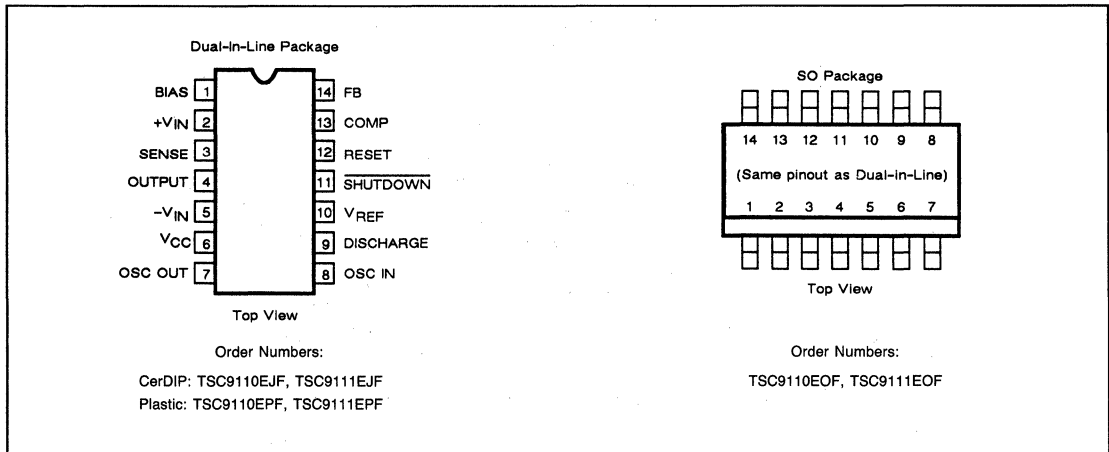 Dual-In-Line Package
BIAS 1
+VIN 2
SENSE 3
OUTPUT 4
-VIN 5
VCC 6
OSC OUT 7
14 FB
13 COMP
12 RESET
11 SHUTDOWN
10 VREF
9 DISCHARGE
8 OSC IN
Top View
Order Numbers:
CerDIP: TSC9110EJF, TSC9111EJF
Plastic: TSC9110EPF, TSC9111EPF
SO Package
14 13 12 11 10 9 8
(Same pinout as Dual-in-Line)
1 2 3 4 5 6 7
Top View
Order Numbers:
TSC9110EOF, TSC9111EOF